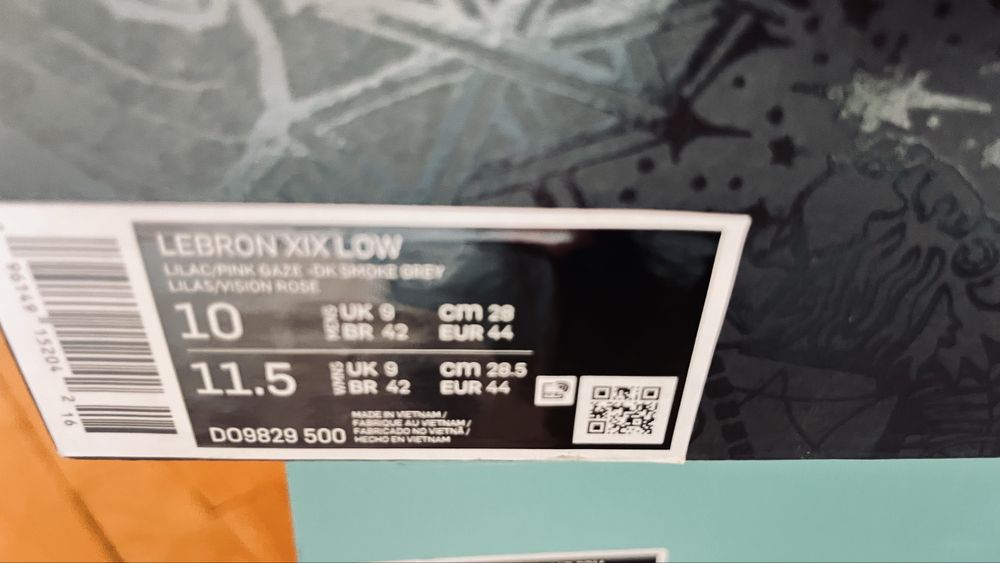 LEBRON XIX LOW
LILAC/PINK GAZE -DK SMOKE GREY
LILAS/VISION ROSE
10 MENS UK 9 cm 28
BR 42 EUR 44
11.5 WMNS UK 9 cm 28.5
BR 42 EUR 44
DO9829 500
MADE IN VIETNAM /
FABRIQUE AU VIETNAM /
FABRICADO NO VIETNÃ /
HECHO EN VIETNAM